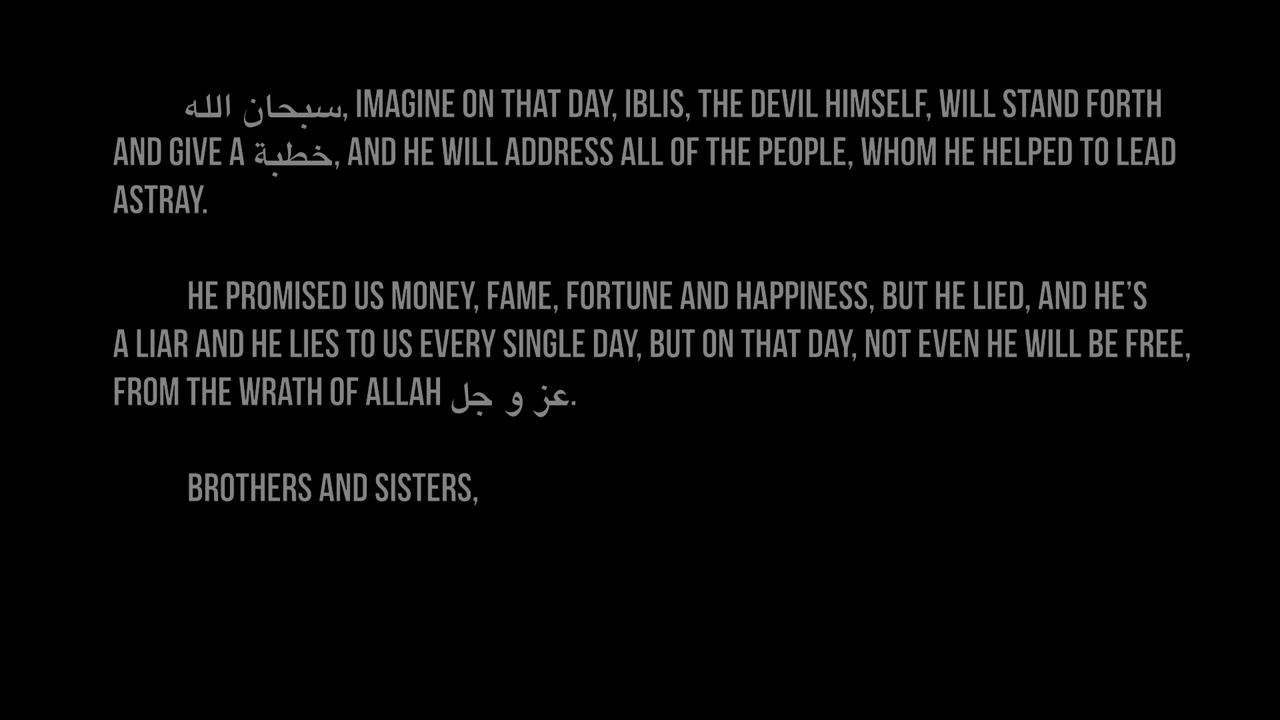 سبحان الله, IMAGINE ON THAT DAY, IBLIS, THE DEVIL HIMSELF, WILL STAND FORTH
AND GIVE A خطبة, AND HE WILL ADDRESS ALL OF THE PEOPLE, WHOM HE HELPED TO LEAD
ASTRAY.
HE PROMISED US MONEY, FAME, FORTUNE AND HAPPINESS, BUT HE LIED, AND HE’S
A LIAR AND HE LIES TO US EVERY SINGLE DAY, BUT ON THAT DAY, NOT EVEN HE WILL BE FREE,
FROM THE WRATH OF ALLAH عز و جل.
BROTHERS AND SISTERS,